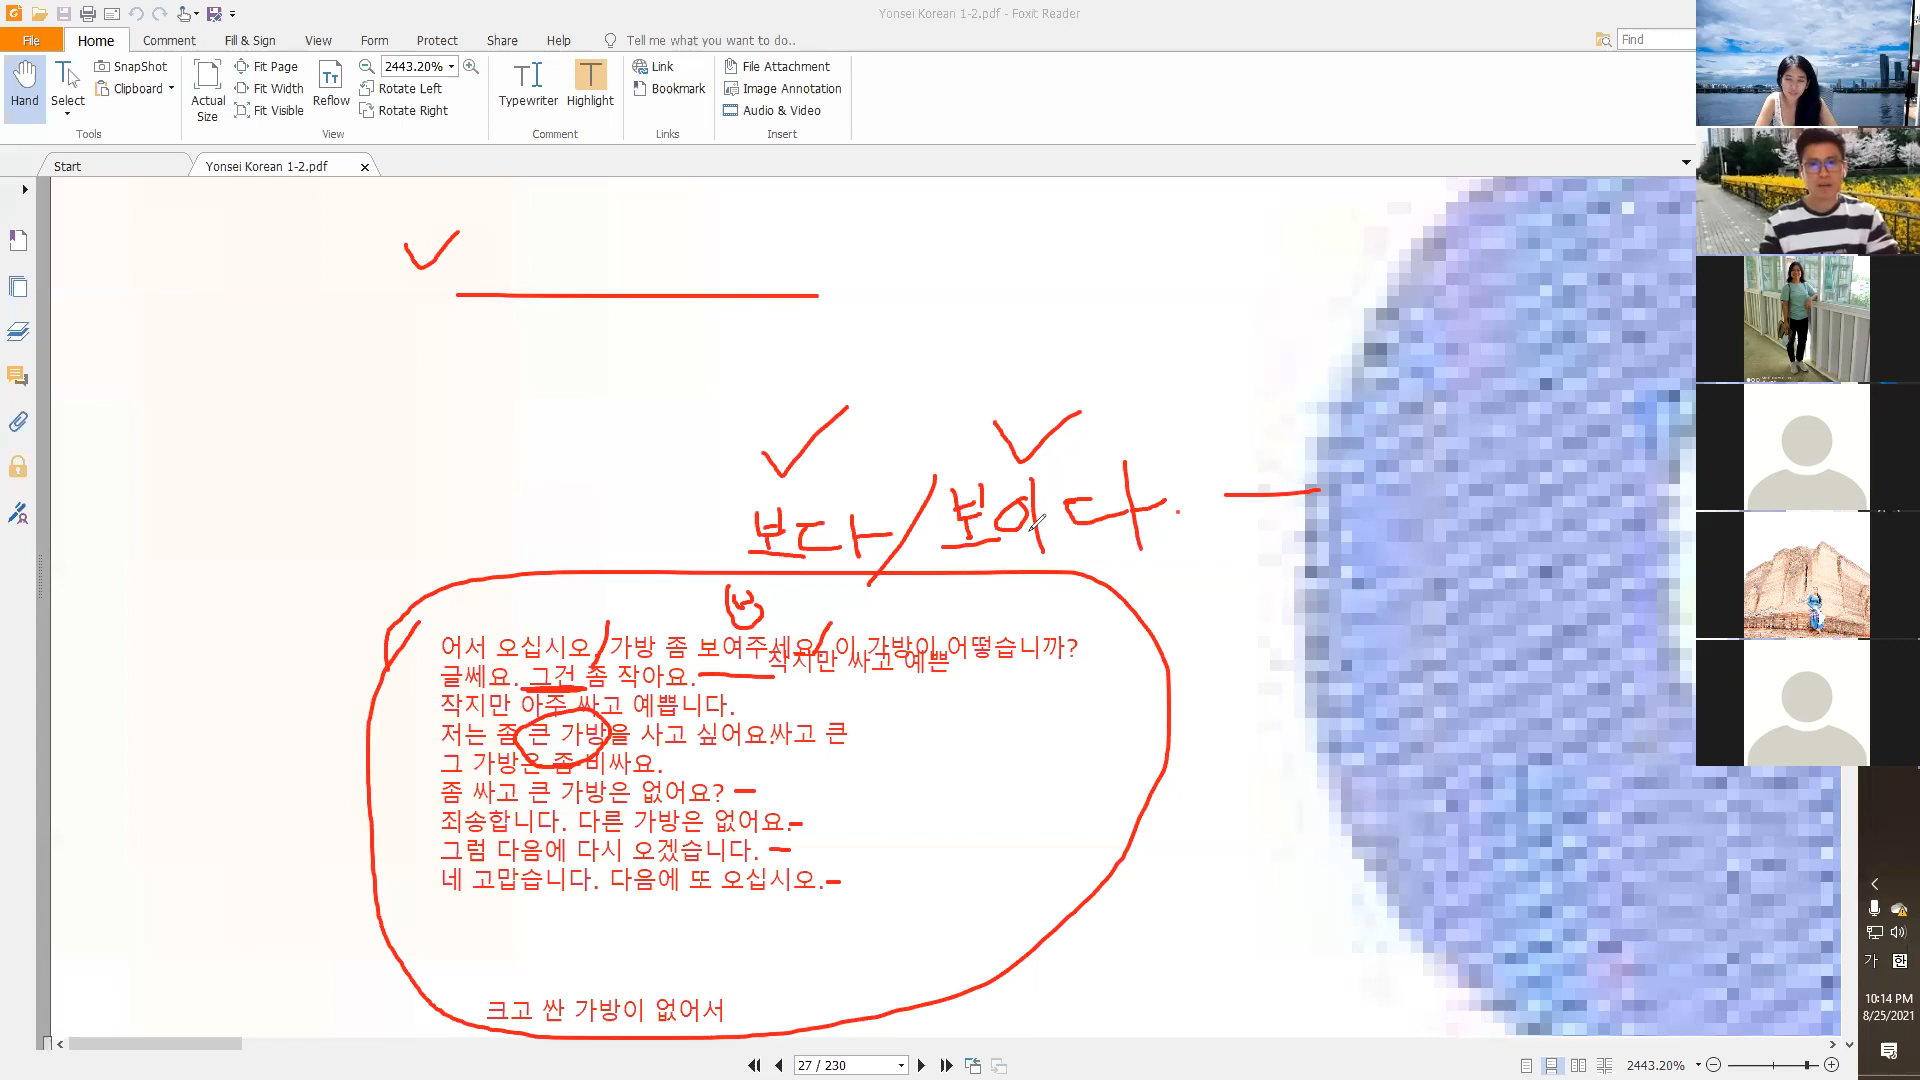 Yonsei Korean 1-2.pdf - Foxit Reader
File Home Comment Fill & Sign View Form Protect Share Help Tell me what you want to do.. Find
Hand
Select
SnapShot
Clipboard
Tools
Actual Size
Fit Page
Fit Width
Fit Visible
Reflow
2443.20%
Rotate Left
Rotate Right
View
Typewriter
Highlight
Comment
Link
Bookmark
Links
File Attachment
Image Annotation
Audio & Video
Insert
Start
Yonsei Korean 1-2.pdf
보다 / 보이다.
어서 오십시오. 가방 좀 보여주세요. 이 가방이 어떻습니까?
작지만 싸고 예쁜
글쎄요. 그건 좀 작아요.
작지만 아주 싸고 예쁩니다.
저는 좀 큰 가방을 사고 싶어요.싸고 큰
그 가방은 좀 비싸요.
좀 싸고 큰 가방은 없어요?
죄송합니다. 다른 가방은 없어요.
그럼 다음에 다시 오겠습니다.
네 고맙습니다. 다음에 또 오십시오.
크고 싼 가방이 없어서
27 / 230
2443.20%
가 한
10:14 PM
8/25/2021